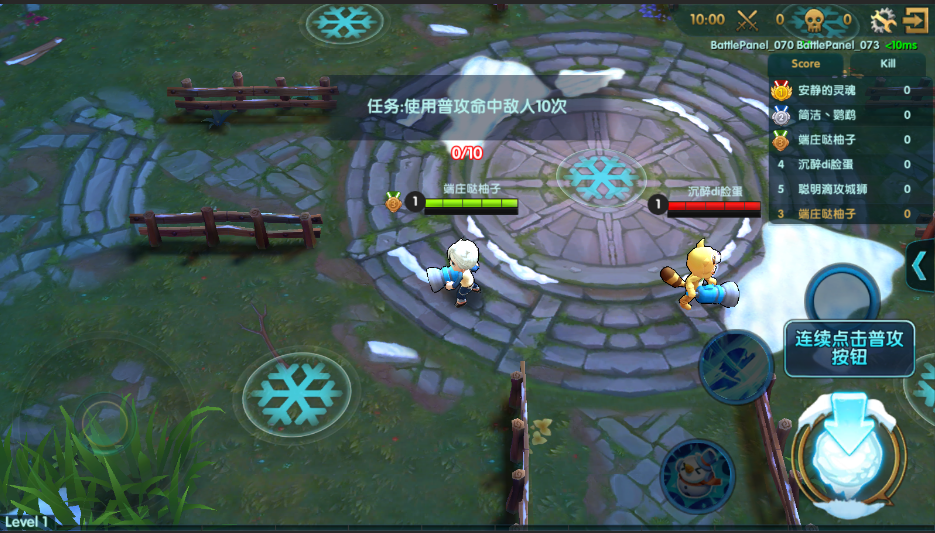 10:00 0 0
BattlePanel_070 BattlePanel_073 <10ms
Score Kill
任务:使用普攻命中敌人10次
0/10
1 安静的灵魂 0
2 简洁丶鹦鹉 0
3 端庄哒柚子 0
4 沉醉di脸蛋 0
5 聪明滴攻城狮 0
3 端庄哒柚子 0
3 1 端庄哒柚子
1 沉醉di脸蛋
连续点击普攻
按钮
Level 1